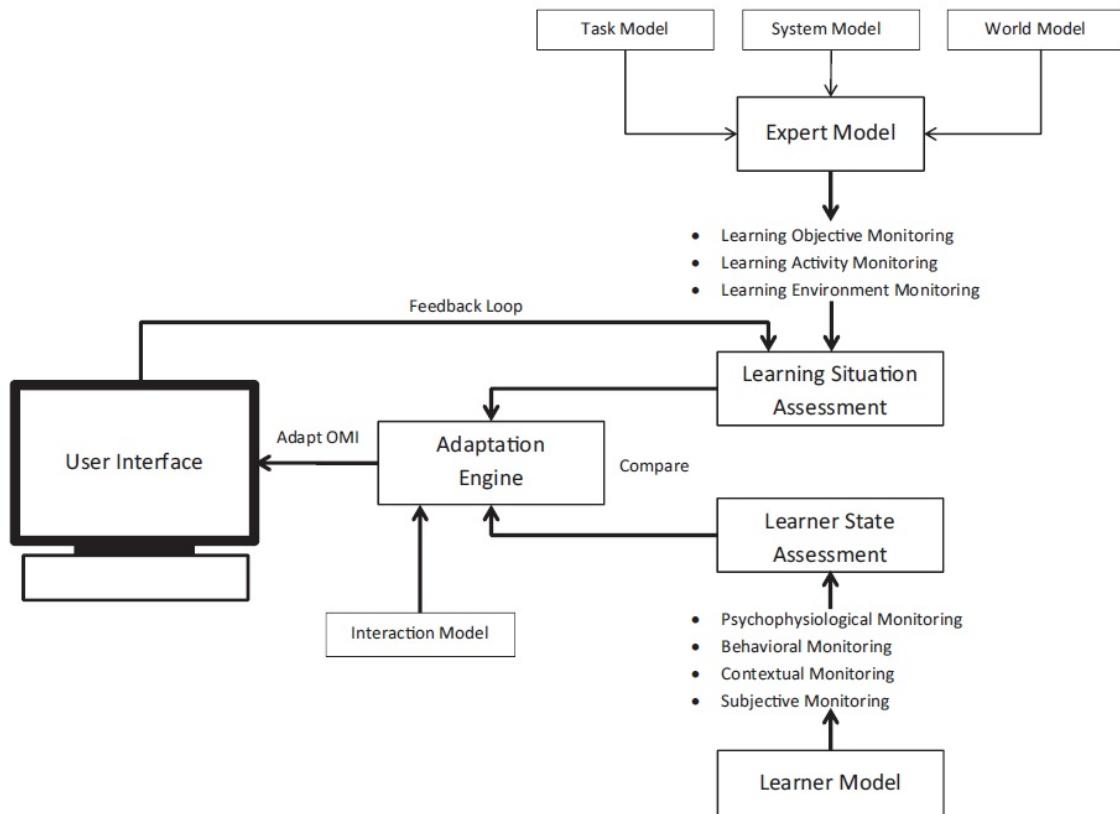 Task Model
System Model
World Model
Expert Model
• Learning Objective Monitoring
• Learning Activity Monitoring
• Learning Environment Monitoring
Feedback Loop
Learning Situation
Assessment
User Interface
Adapt OMI
Adaptation
Engine
Compare
Learner State
Assessment
Interaction Model
• Psychophysiological Monitoring
• Behavioral Monitoring
• Contextual Monitoring
• Subjective Monitoring
Learner Model